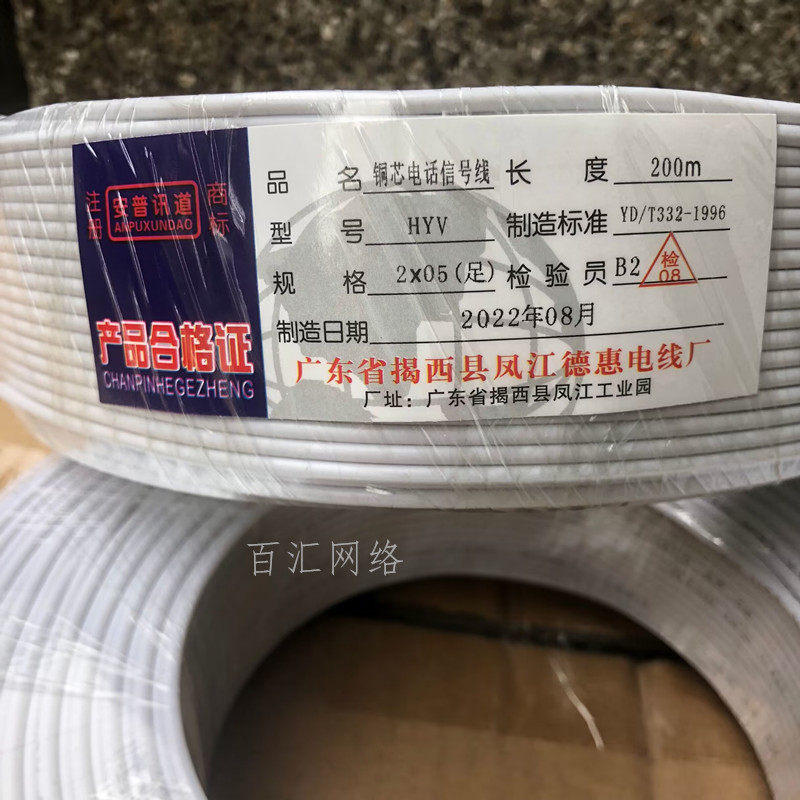 注册 安普讯道 商标
ANPUXUNDAO
产品合格证
CHANPINHEGEZHENG
品 名 铜芯电话信号线 长 度 200m
型 号 HYV 制造标准 YD/T332-1996
规 格 2x05(足) 检验员 B2 检 08
制造日期 2022年08月
广东省揭西县凤江德惠电线厂
厂址:广东省揭西县凤江工业园
百汇网络